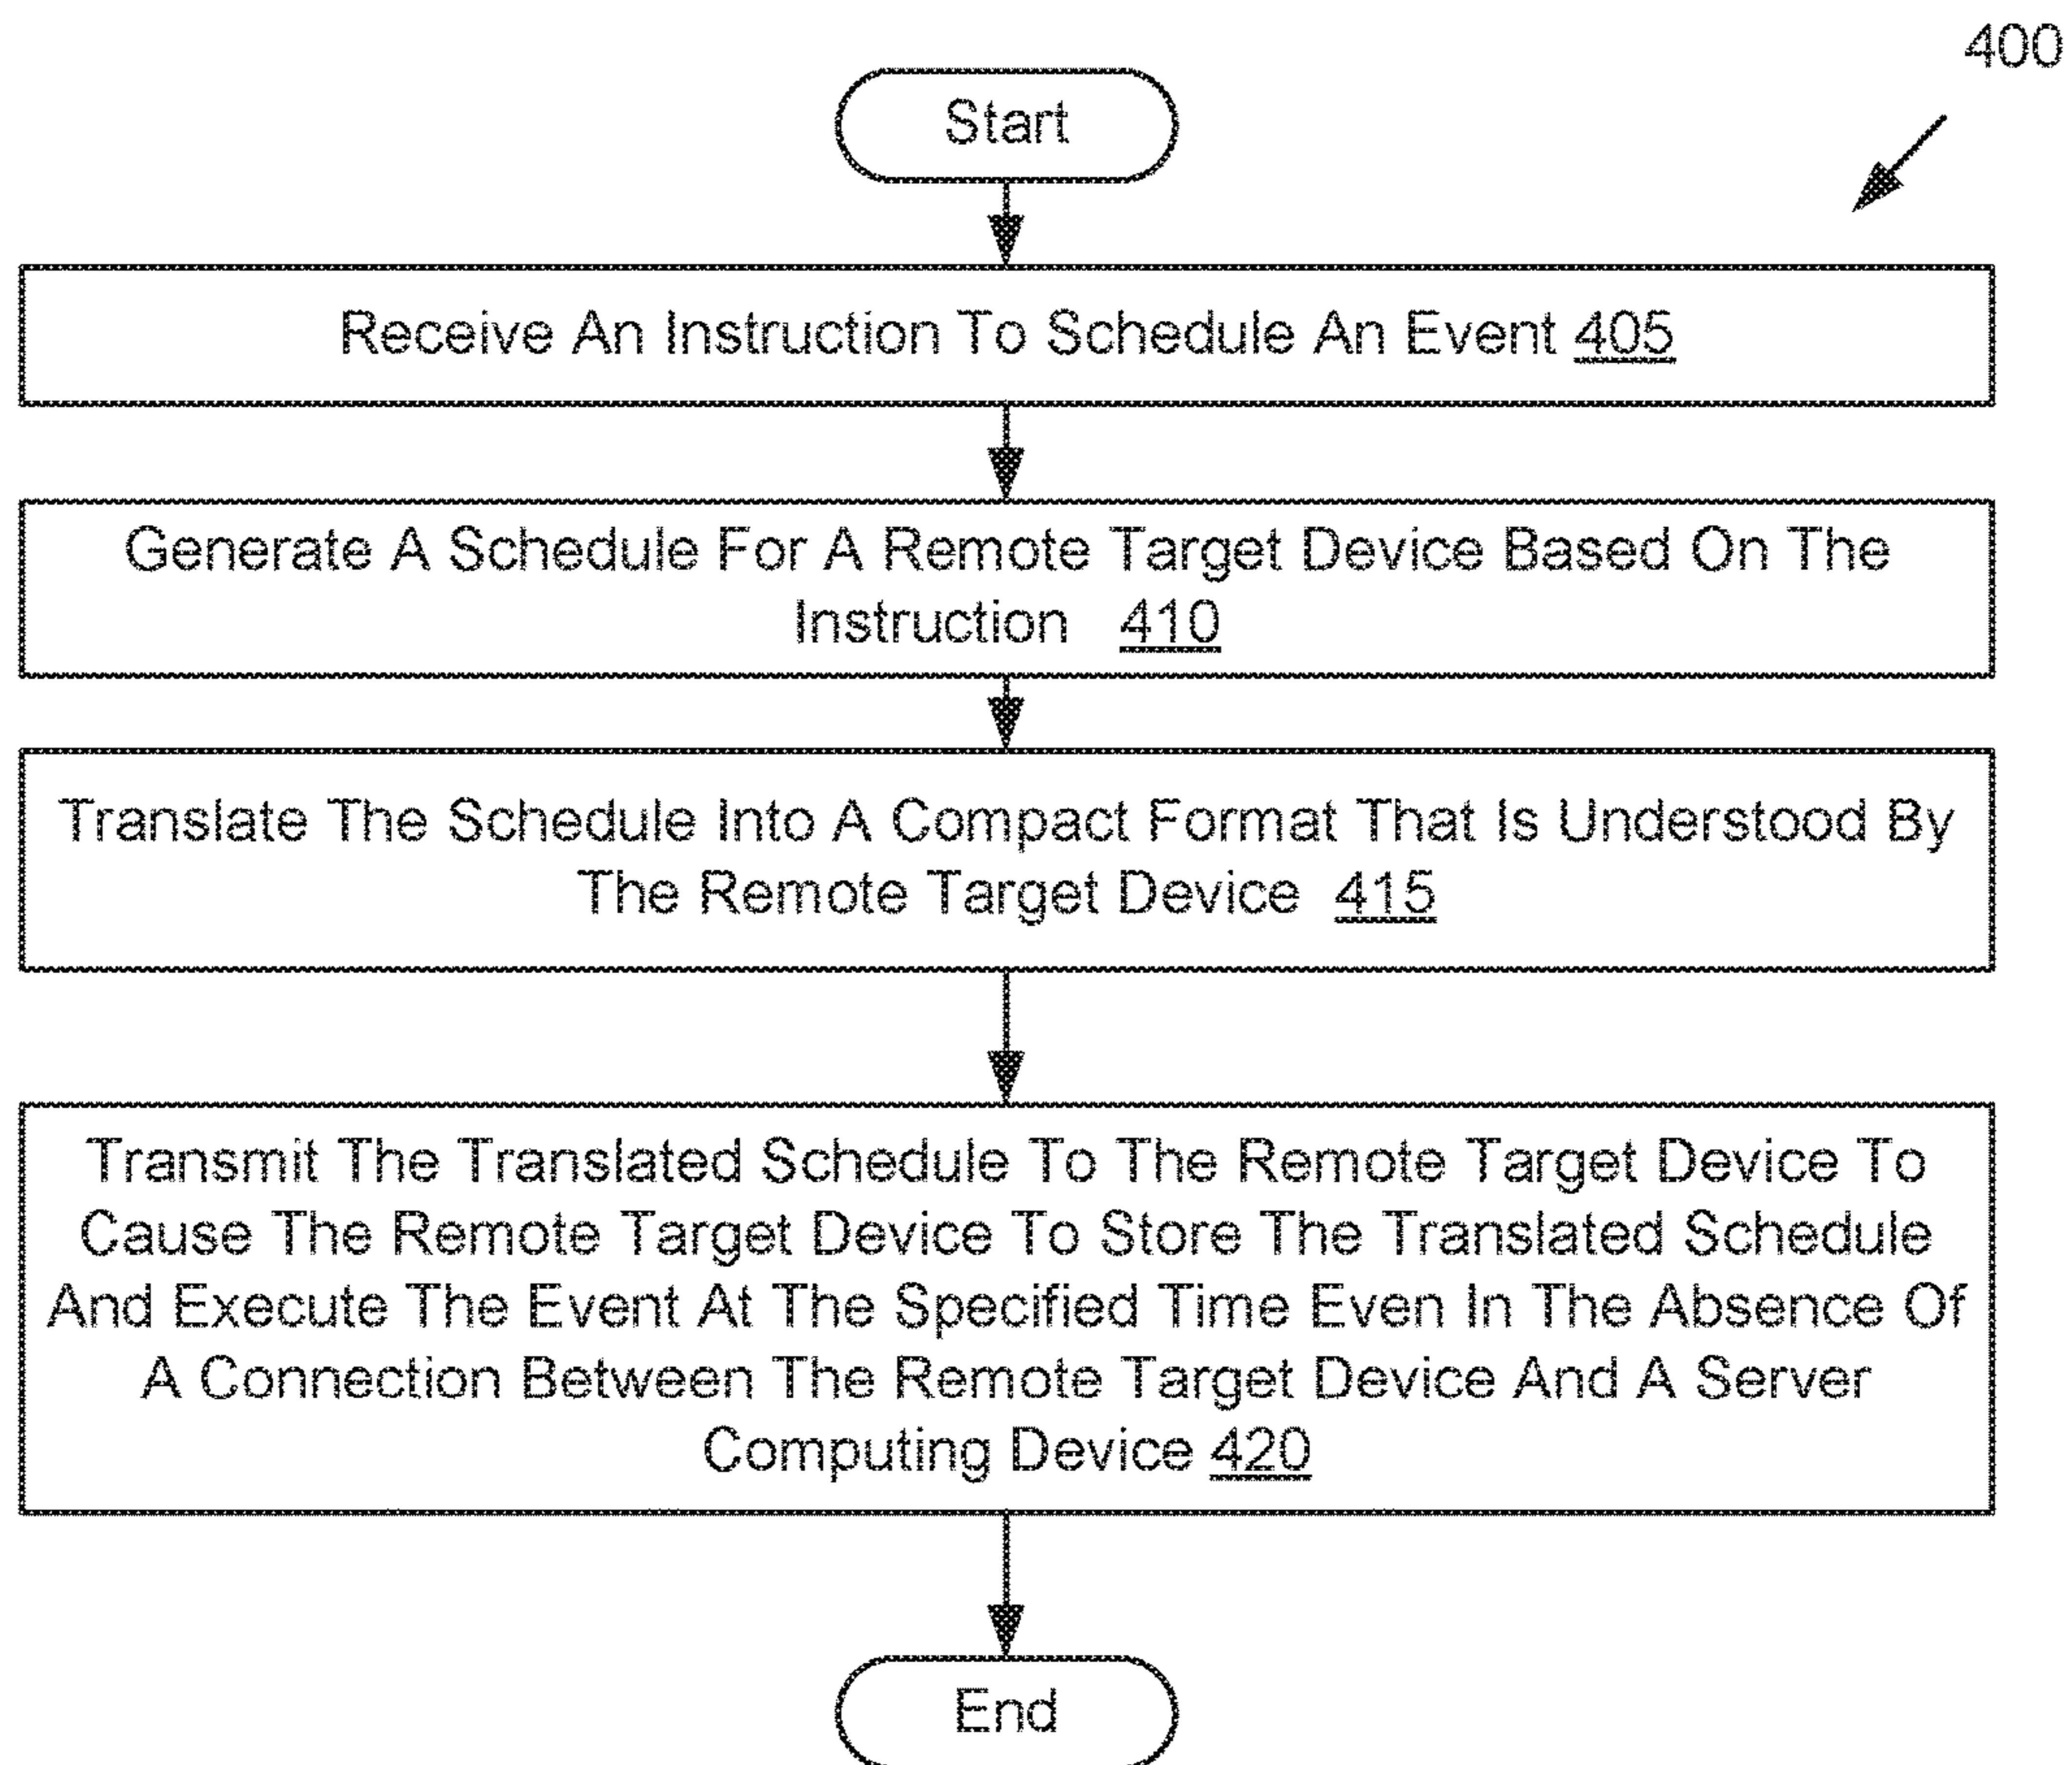 400
Start
Receive An Instruction To Schedule An Event 405
Generate A Schedule For A Remote Target Device Based On The
Instruction 410
Translate The Schedule Into A Compact Format That Is Understood By
The Remote Target Device 415
Transmit The Translated Schedule To The Remote Target Device To
Cause The Remote Target Device To Store The Translated Schedule
And Execute The Event At The Specified Time Even In The Absence Of
A Connection Between The Remote Target Device And A Server
Computing Device 420
End